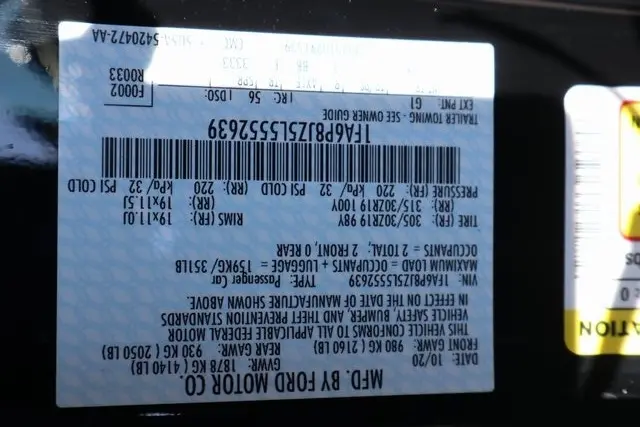 MFD. BY FORD MOTOR CO.
DATE: 10/20 GVWR: 1878 KG ( 4140 LB)
FRONT GAWR: 980 KG ( 2160 LB) REAR GAWR: 930 KG ( 2050 LB)
THIS VEHICLE CONFORMS TO ALL APPLICABLE FEDERAL MOTOR
VEHICLE SAFETY, BUMPER, AND THEFT PREVENTION STANDARDS
IN EFFECT ON THE DATE OF MANUFACTURE SHOWN ABOVE.
VIN: 1FA6P8JZ5L5552639 TYPE: Passenger Car
MAXIMUM LOAD = OCCUPANTS + LUGGAGE = 159KG/ 351LB
OCCUPANTS = 2 TOTAL; 2 FRONT, 0 REAR
TIRE (FR): 305/30ZR19 98Y RIMS (FR): 19x11.0J
(RR): 315/30ZR19 100Y (RR): 19x11.5J
PRESSURE (FR): 220 kPa/ 32 PSI COLD (RR): 220 kPa/ 32 PSI COLD
1FA6P8JZ5L5552639
TRAILER TOWING - SEE OWNER GUIDE
EXT PNT: G1 RC: 56 DSO: F0002
R0033
3333
5420472-AA